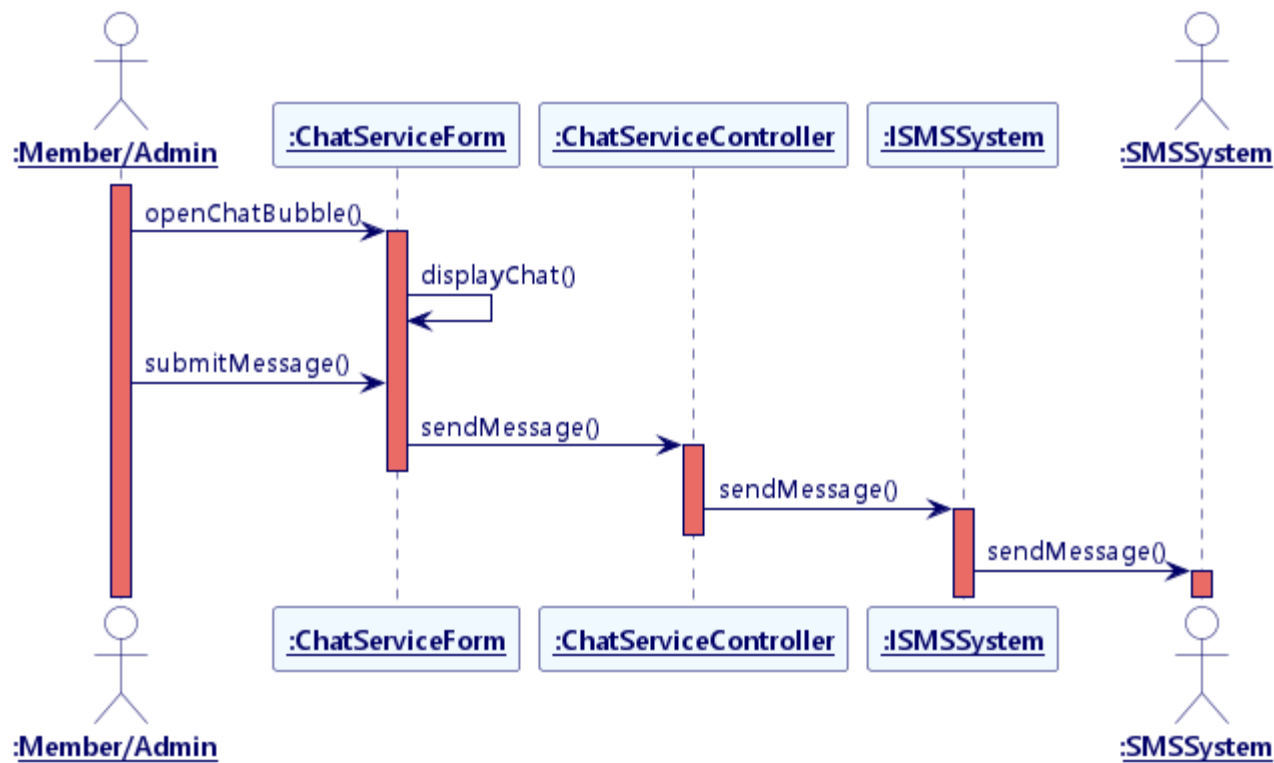 :Member/Admin
:ChatServiceForm
:ChatServiceController
:ISMSSystem
:SMSSystem
openChatBubble()
displayChat()
submitMessage()
sendMessage()
sendMessage()
sendMessage()
:Member/Admin
:ChatServiceForm
:ChatServiceController
:ISMSSystem
:SMSSystem